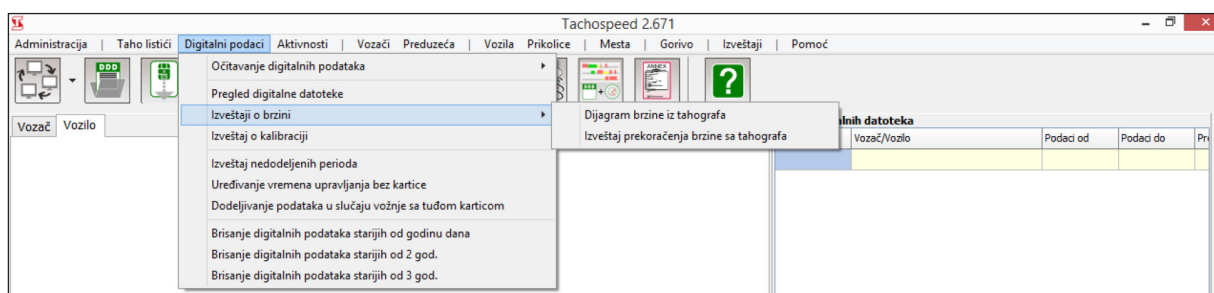 Tachospeed 2.671
Administracija | Taho listići Digitalni podaci Aktivnosti | Vozači Preduzeća | Vozila Prikolice | Mesta | Gorivo | Izveštaji | Pomoć
DDD
ANNEX
?
Vozač Vozilo
Očitavanje digitalnih podataka
Pregled digitalne datoteke
Izveštaji o brzini
Izveštaj o kalibraciji
Izveštaj nedodeljenih perioda
Uređivanje vremena upravljanja bez kartice
Dodeljivanje podataka u slučaju vožnje sa tuđom karticom
Brisanje digitalnih podataka starijih od godinu dana
Brisanje digitalnih podataka starijih od 2 god.
Brisanje digitalnih podataka starijih od 3 god.
Dijagram brzine iz tahografa
Izveštaj prekoračenja brzine sa tahografa
datoteka
Vozač/Vozilo Podaci od Podaci do